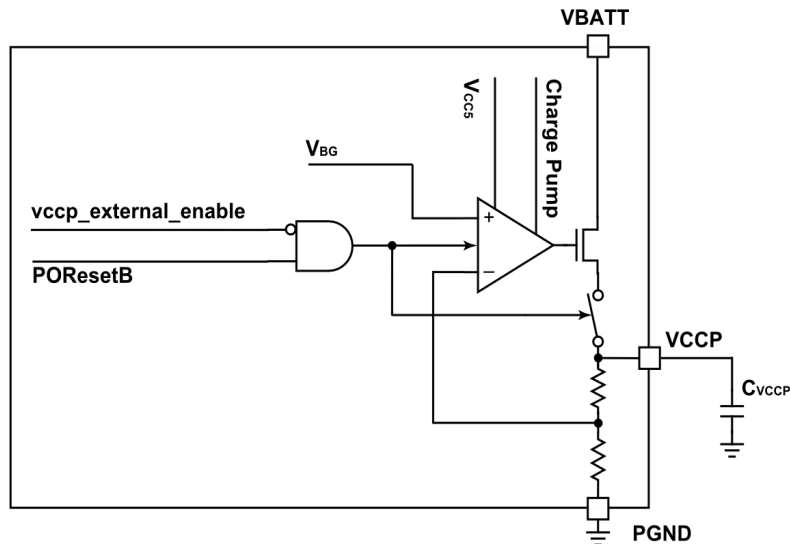 VBATT
VCC5
Charge Pump
VBG
vccp_external_enable
+
POResetB
−
VCCP
CVCCP
PGND